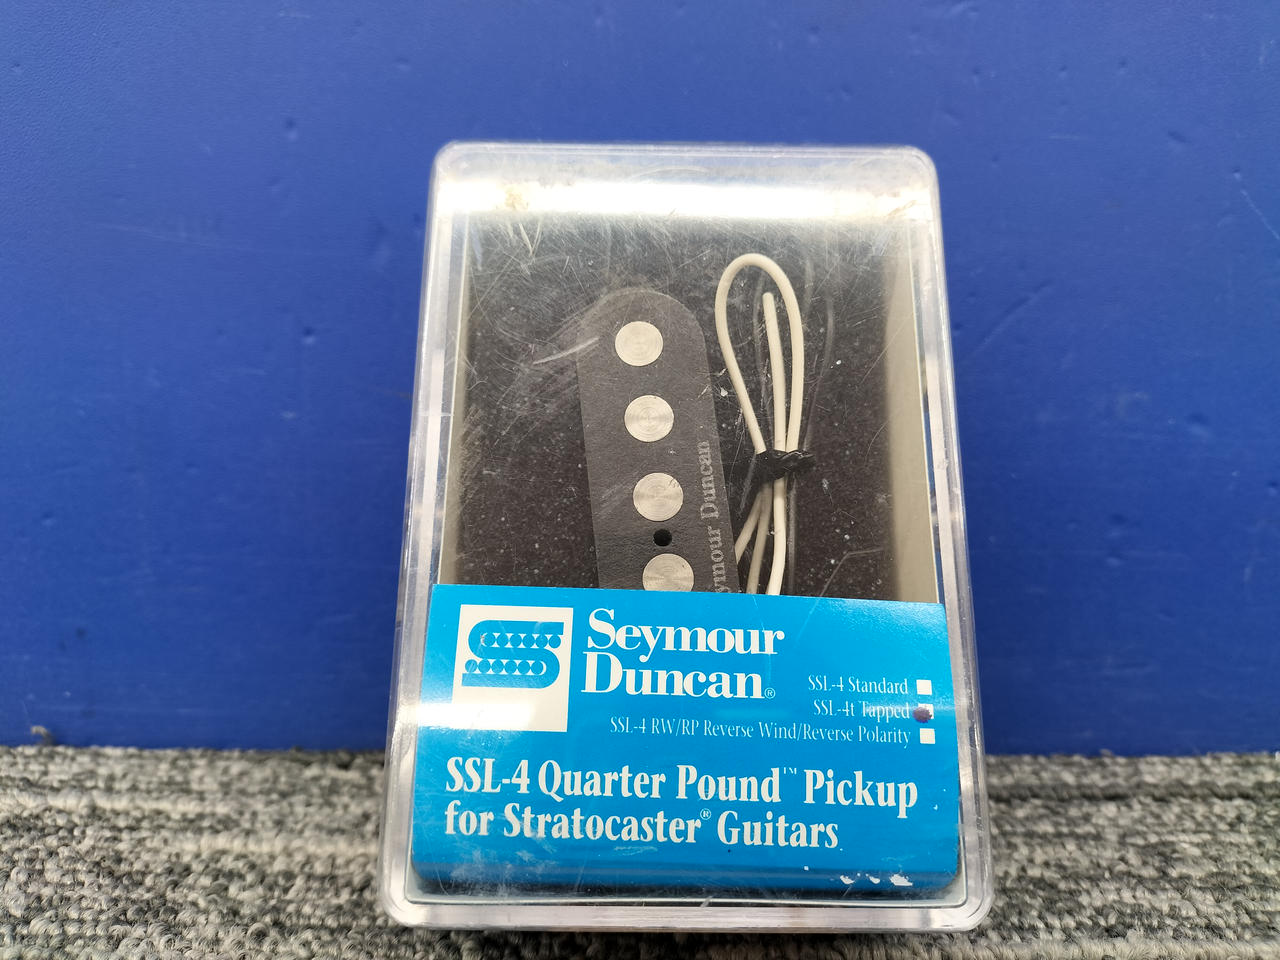 ymour Duncan
Seymour
Duncan®
SSL-4 Standard
SSL-4t Tapped
SSL-4 RW/RP Reverse Wind/Reverse Polarity
SSL-4 Quarter Pound™ Pickup
for Stratocaster® Guitars